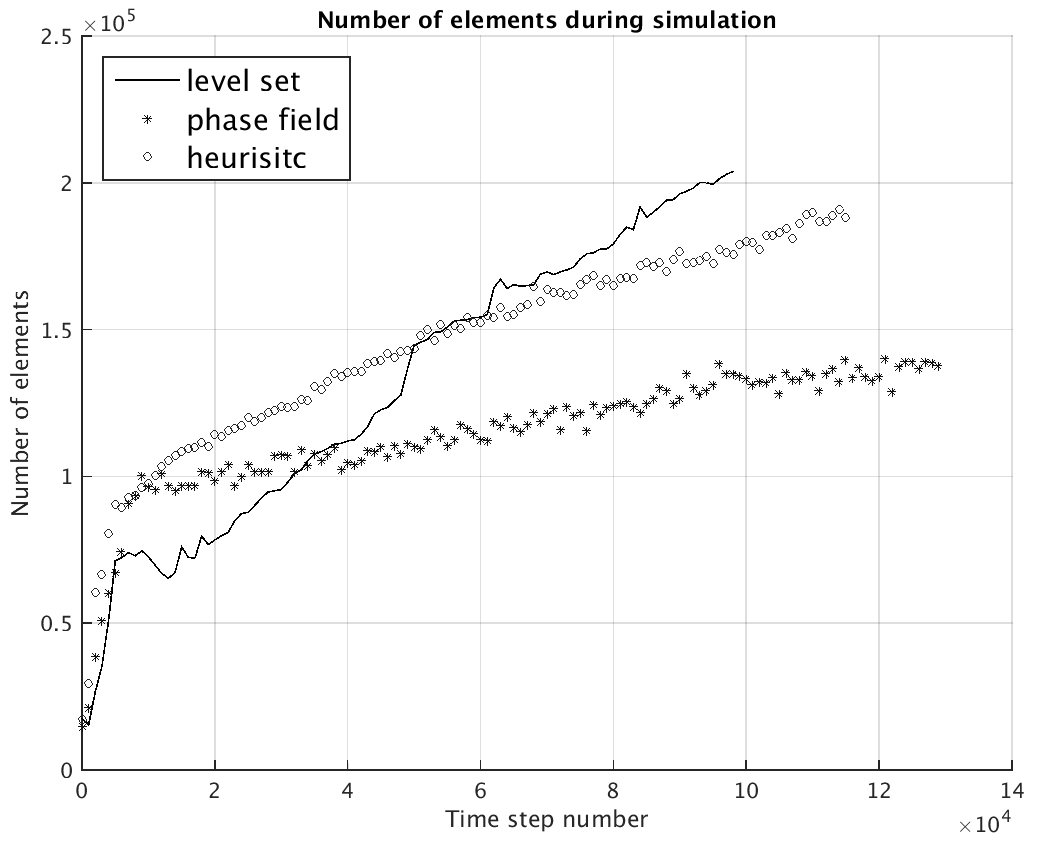 Number of elements during simulation
×10⁵
2.5
2
1.5
1
0.5
0
level set
phase field
heurisitc
Number of elements
0 2 4 6 8 10 12 14
Time step number
×10⁴